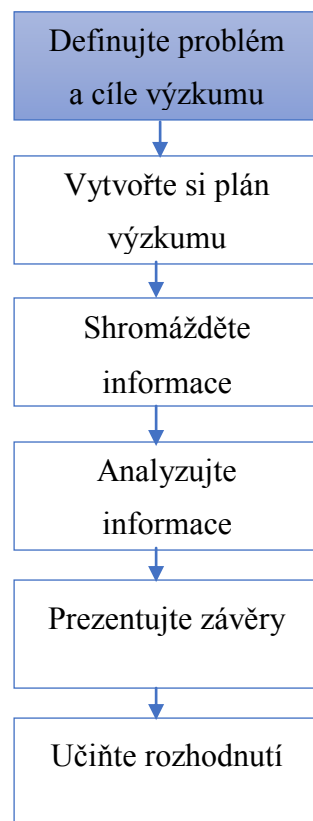 Definujte problém
a cíle výzkumu
Vytvořte si plán
výzkumu
Shromážděte
informace
Analyzujte
informace
Prezentujte závěry
Učiňte rozhodnutí